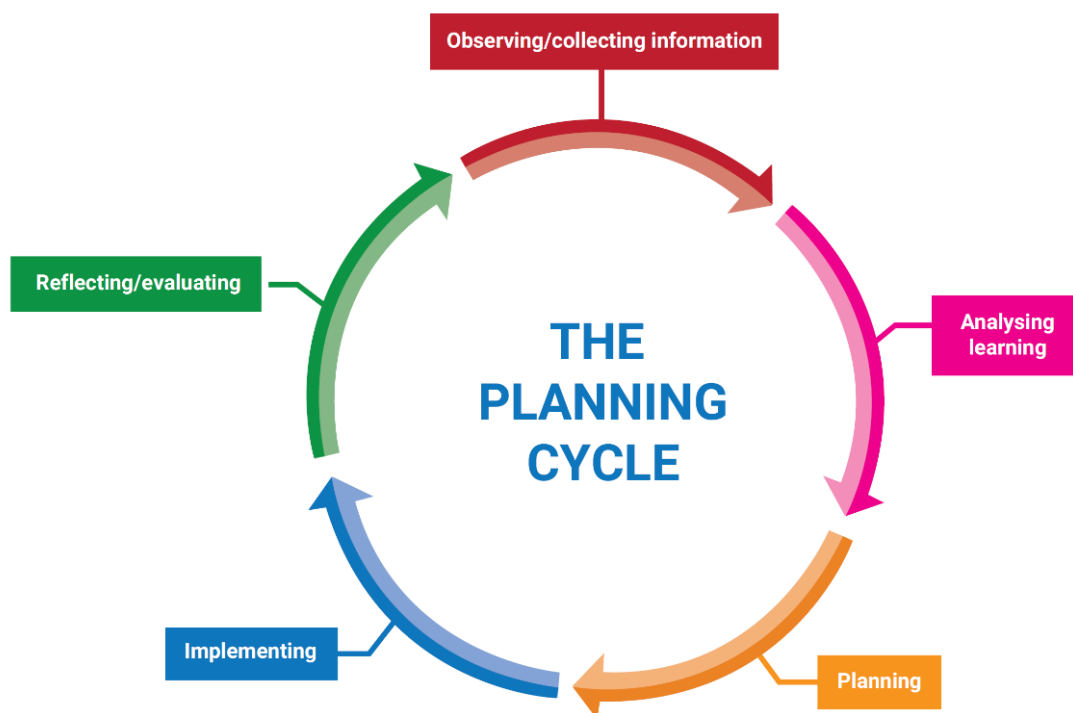 Observing/collecting information
Analysing
learning
Planning
Implementing
Reflecting/evaluating
THE
PLANNING
CYCLE